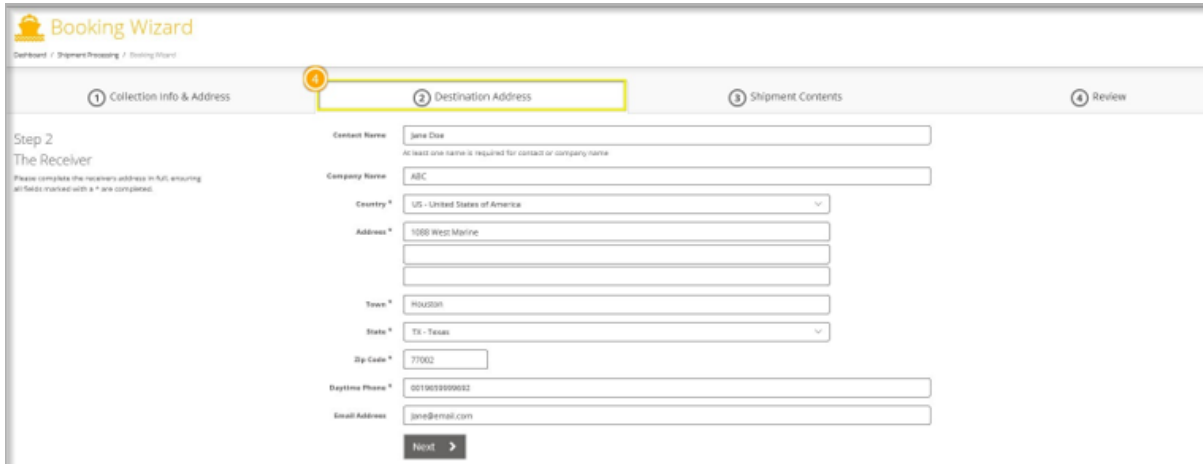 Booking Wizard
Dashboard / Shipment Processing / Booking Wizard
4
1 Collection Info & Address
2 Destination Address
3 Shipment Contents
4 Review
Step 2
The Receiver
Please complete the receivers address in full, ensuring
all fields marked with a * are completed.
Contact Name Jane Doe
At least one name is required for contact or company name
Company Name ABC
Country * US - United States of America
Address * 1088 West Marine
Town * Houston
State * TX - Texas
Zip Code * 77002
Daytime Phone *
Email Address Jane@email.com
Next >